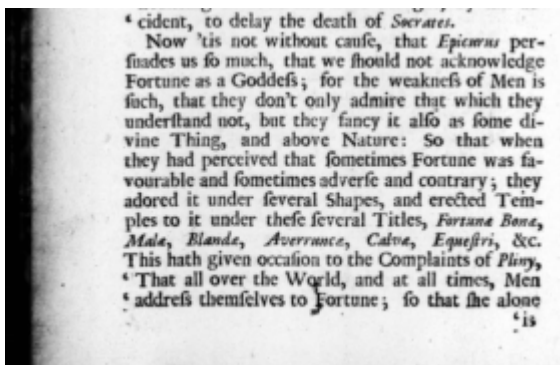 ‘ cident, to delay the death of Socrates.
Now 'tis not without cauſe, that Epicurus per-
ſuades us ſo much, that we ſhould not acknowledge
Fortune as a Goddeſs; for the weakneſs of Men is
ſuch, that they don't only admire that which they
underſtand not, but they fancy it alſo as ſome di-
vine Thing, and above Nature: So that when
they had perceived that ſometimes Fortune was fa-
vourable and ſometimes adverſe and contrary; they
adored it under ſeveral Shapes, and erected Tem-
ples to it under theſe ſeveral Titles, Fortunæ Bonæ,
Malæ, Blandæ, Averruncæ, Calvæ, Equeſtri, &c.
This hath given occaſion to the Complaints of Pliny,
‘ That all over the World, and at all times, Men
‘ addreſs themſelves to Fortune; ſo that ſhe alone
‘ is